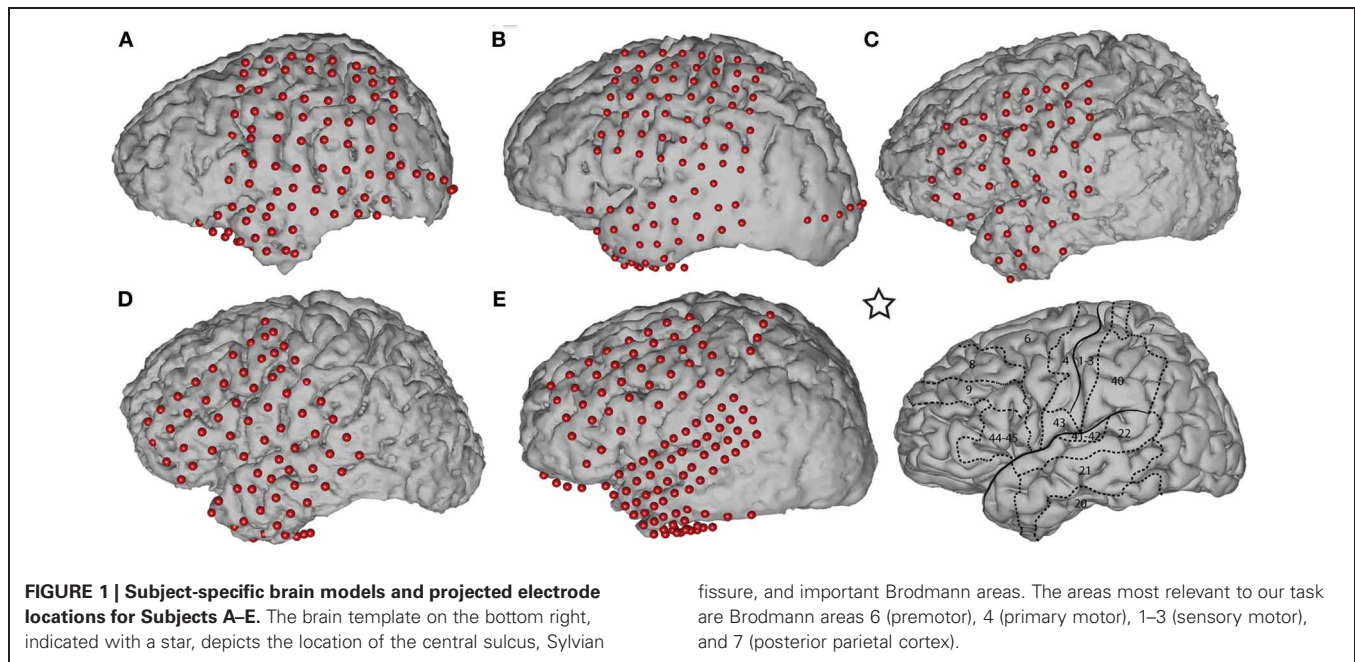 A
B
C
D
E
6
7
8
4
1-3
9
40
43
44-45
41-42
22
21
20
FIGURE 1 | Subject-specific brain models and projected electrode
locations for Subjects A–E. The brain template on the bottom right,
indicated with a star, depicts the location of the central sulcus, Sylvian
fissure, and important Brodmann areas. The areas most relevant to our task
are Brodmann areas 6 (premotor), 4 (primary motor), 1–3 (sensory motor),
and 7 (posterior parietal cortex).